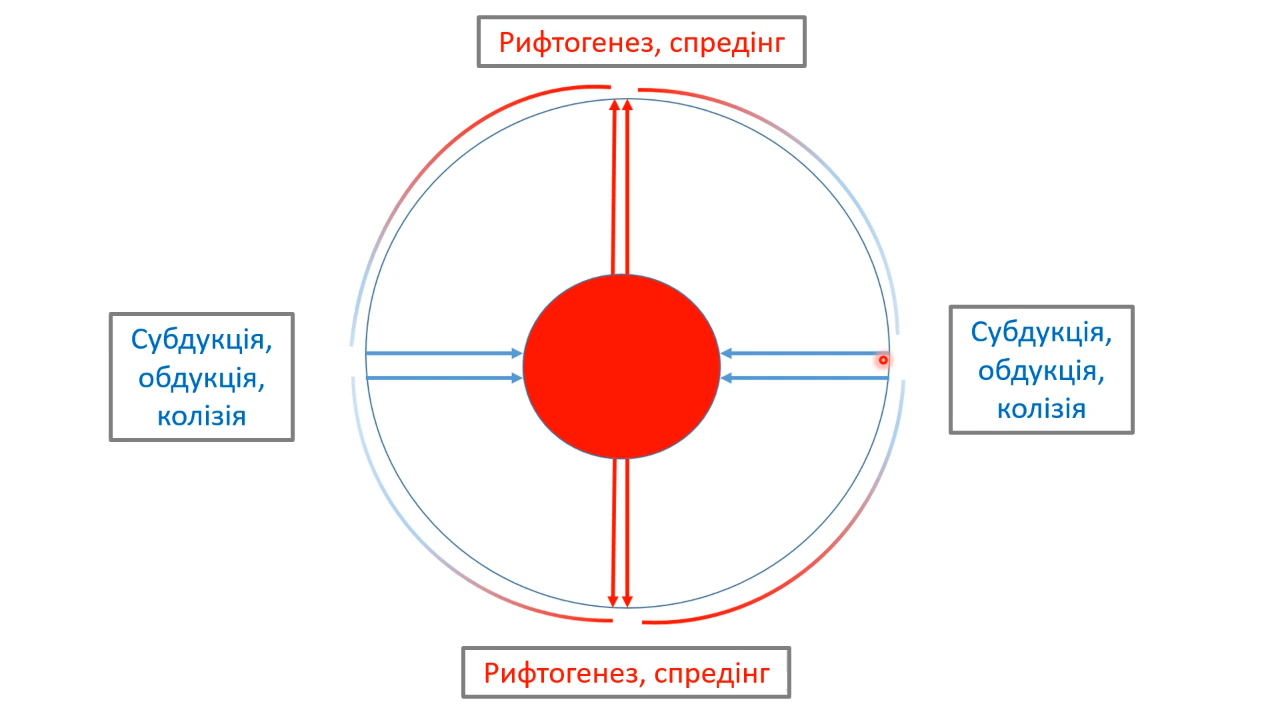 Рифтогенез, спредінг
Субдукція,
обдукція,
колізія
Субдукція,
обдукція,
колізія
Рифтогенез, спредінг